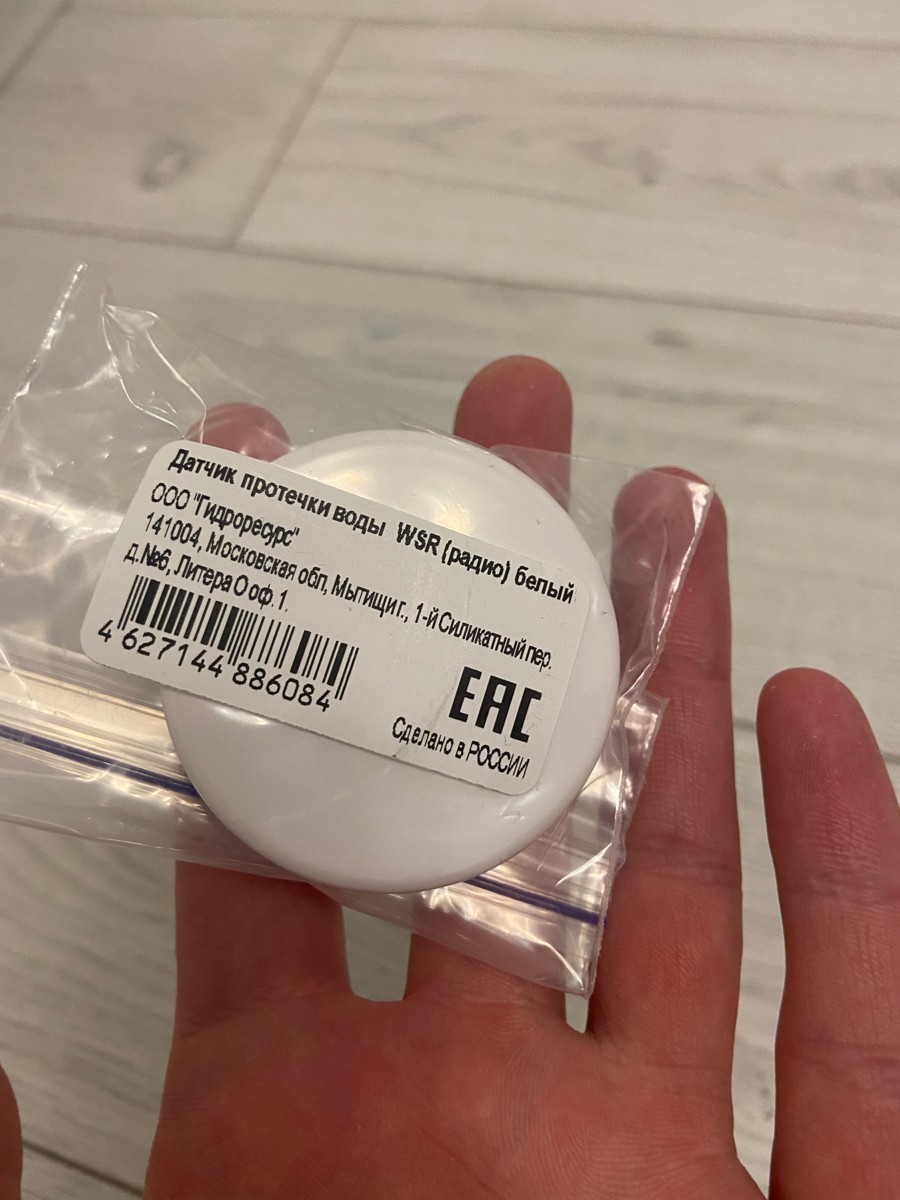 Датчик протечки воды WSR (радио) белый
ООО "Гидроресурс"
141004, Московская обл, Мытищи г., 1-й Силикатный пер.
д.№6, Литера О оф. 1.
4 627144 886084
EAC
Сделано в РОССИИ